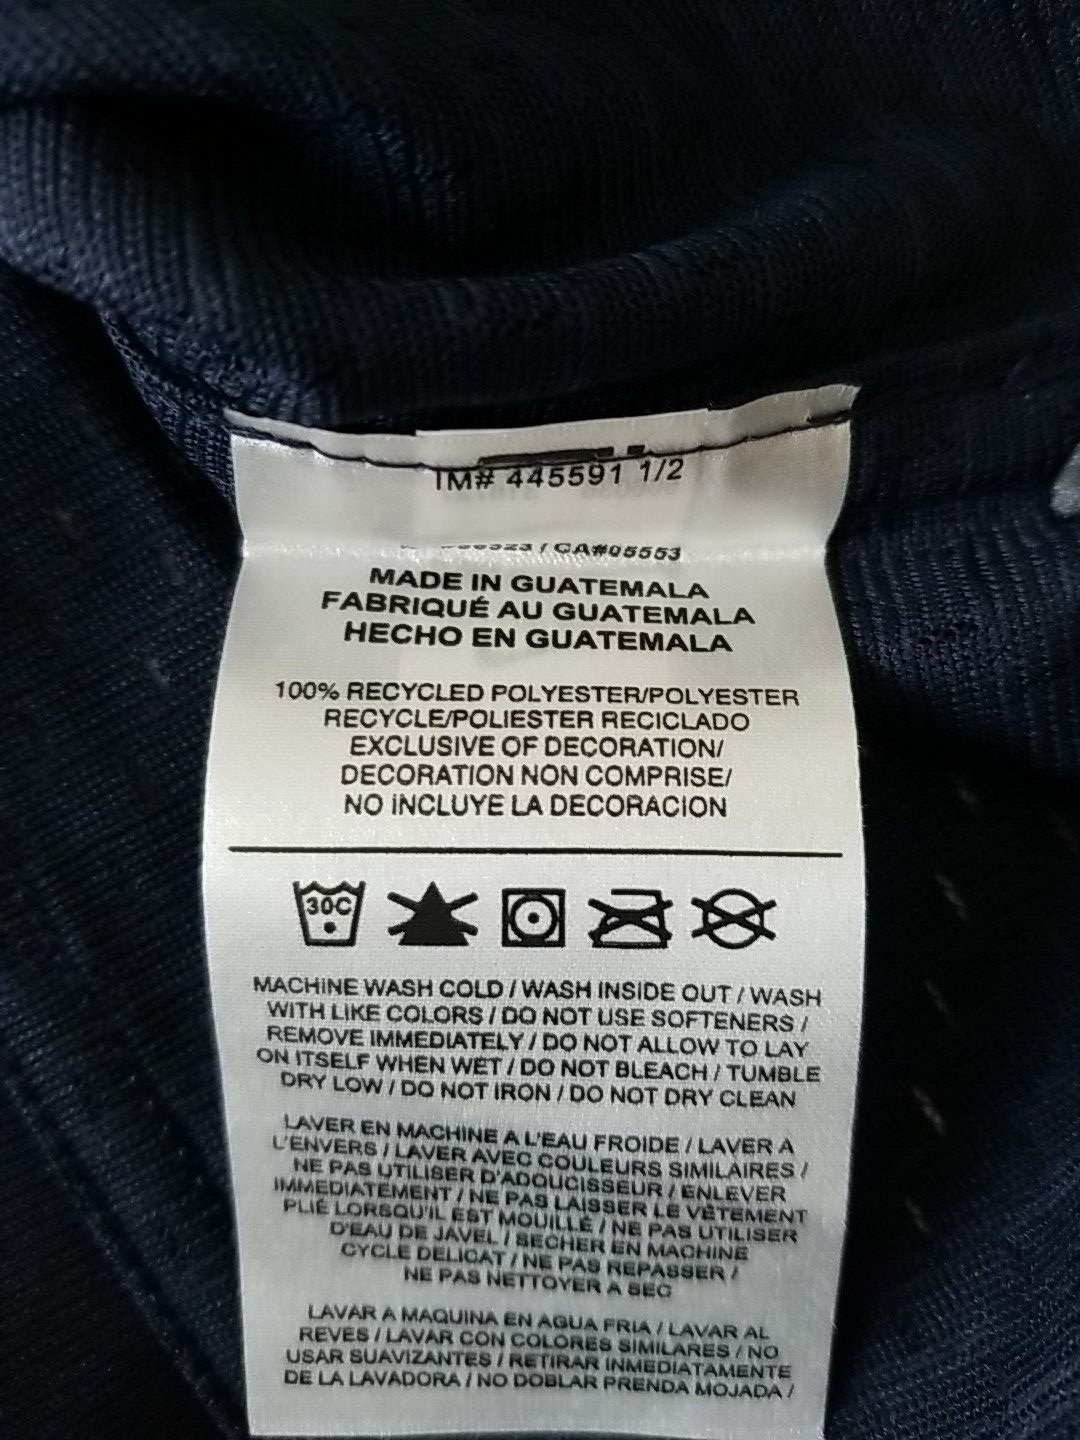 IM# 445591 1/2
/ CA#05553
MADE IN GUATEMALA
FABRIQUÉ AU GUATEMALA
HECHO EN GUATEMALA
100% RECYCLED POLYESTER/POLYESTER
RECYCLE/POLIESTER RECICLADO
EXCLUSIVE OF DECORATION/
DECORATION NON COMPRISE/
NO INCLUYE LA DECORACION
30C
MACHINE WASH COLD / WASH INSIDE OUT / WASH
WITH LIKE COLORS / DO NOT USE SOFTENERS /
REMOVE IMMEDIATELY / DO NOT ALLOW TO LAY
ON ITSELF WHEN WET / DO NOT BLEACH / TUMBLE
DRY LOW / DO NOT IRON / DO NOT DRY CLEAN
LAVER EN MACHINE A L'EAU FROIDE / LAVER A
L'ENVERS / LAVER AVEC COULEURS SIMILAIRES /
NE PAS UTILISER D'ADOUCISSEUR / ENLEVER
IMMEDIATEMENT / NE PAS LAISSER LE VÊTEMENT
PLIÉ LORSQU'IL EST MOUILLÉ / NE PAS UTILISER
D'EAU DE JAVEL / SECHER EN MACHINE
CYCLE DELICAT / NE PAS REPASSER /
NE PAS NETTOYER A SEC
LAVAR A MAQUINA EN AGUA FRIA / LAVAR AL
REVES / LAVAR CON COLORES SIMILARES / NO
USAR SUAVIZANTES / RETIRAR INMEDIATAMENTE
DE LA LAVADORA / NO DOBLAR PRENDA MOJADA /